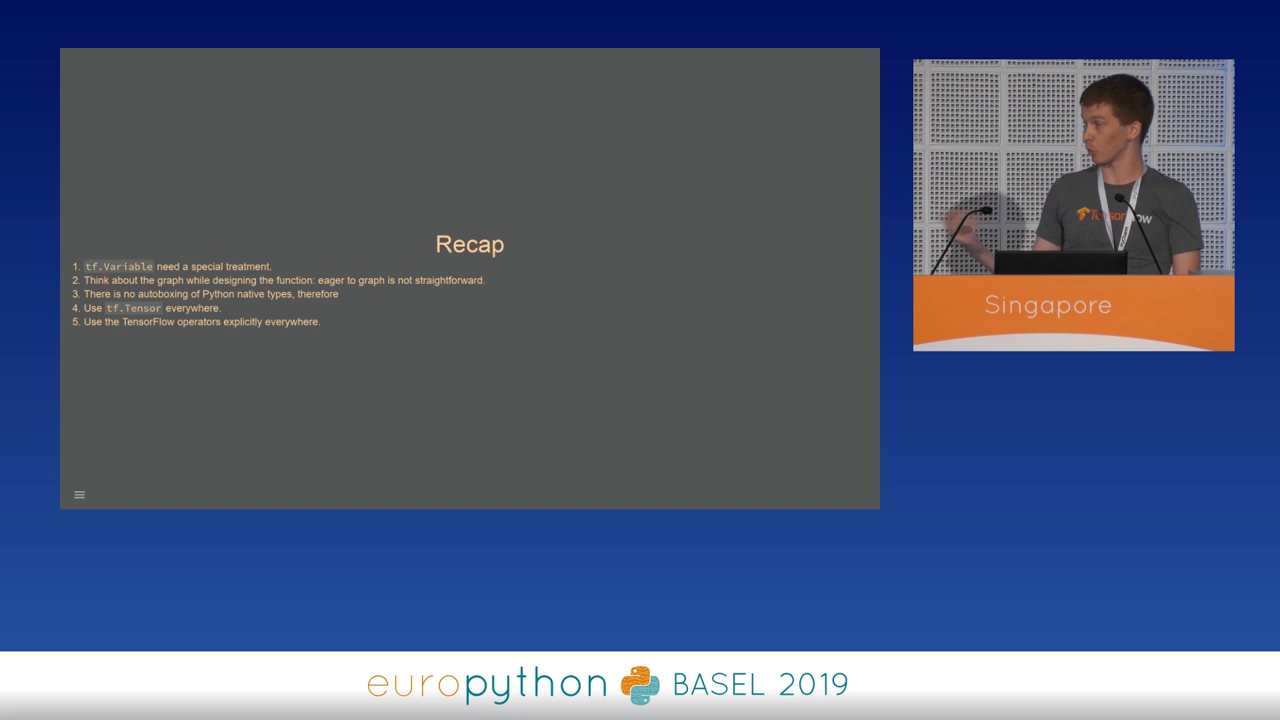 Recap
1. tf.Variable need a special treatment.
2. Think about the graph while designing the function: eager to graph is not straightforward.
3. There is no autoboxing of Python native types, therefore
4. Use tf.Tensor everywhere.
5. Use the TensorFlow operators explicitly everywhere.
TensorFlow
Singapore
europython BASEL 2019